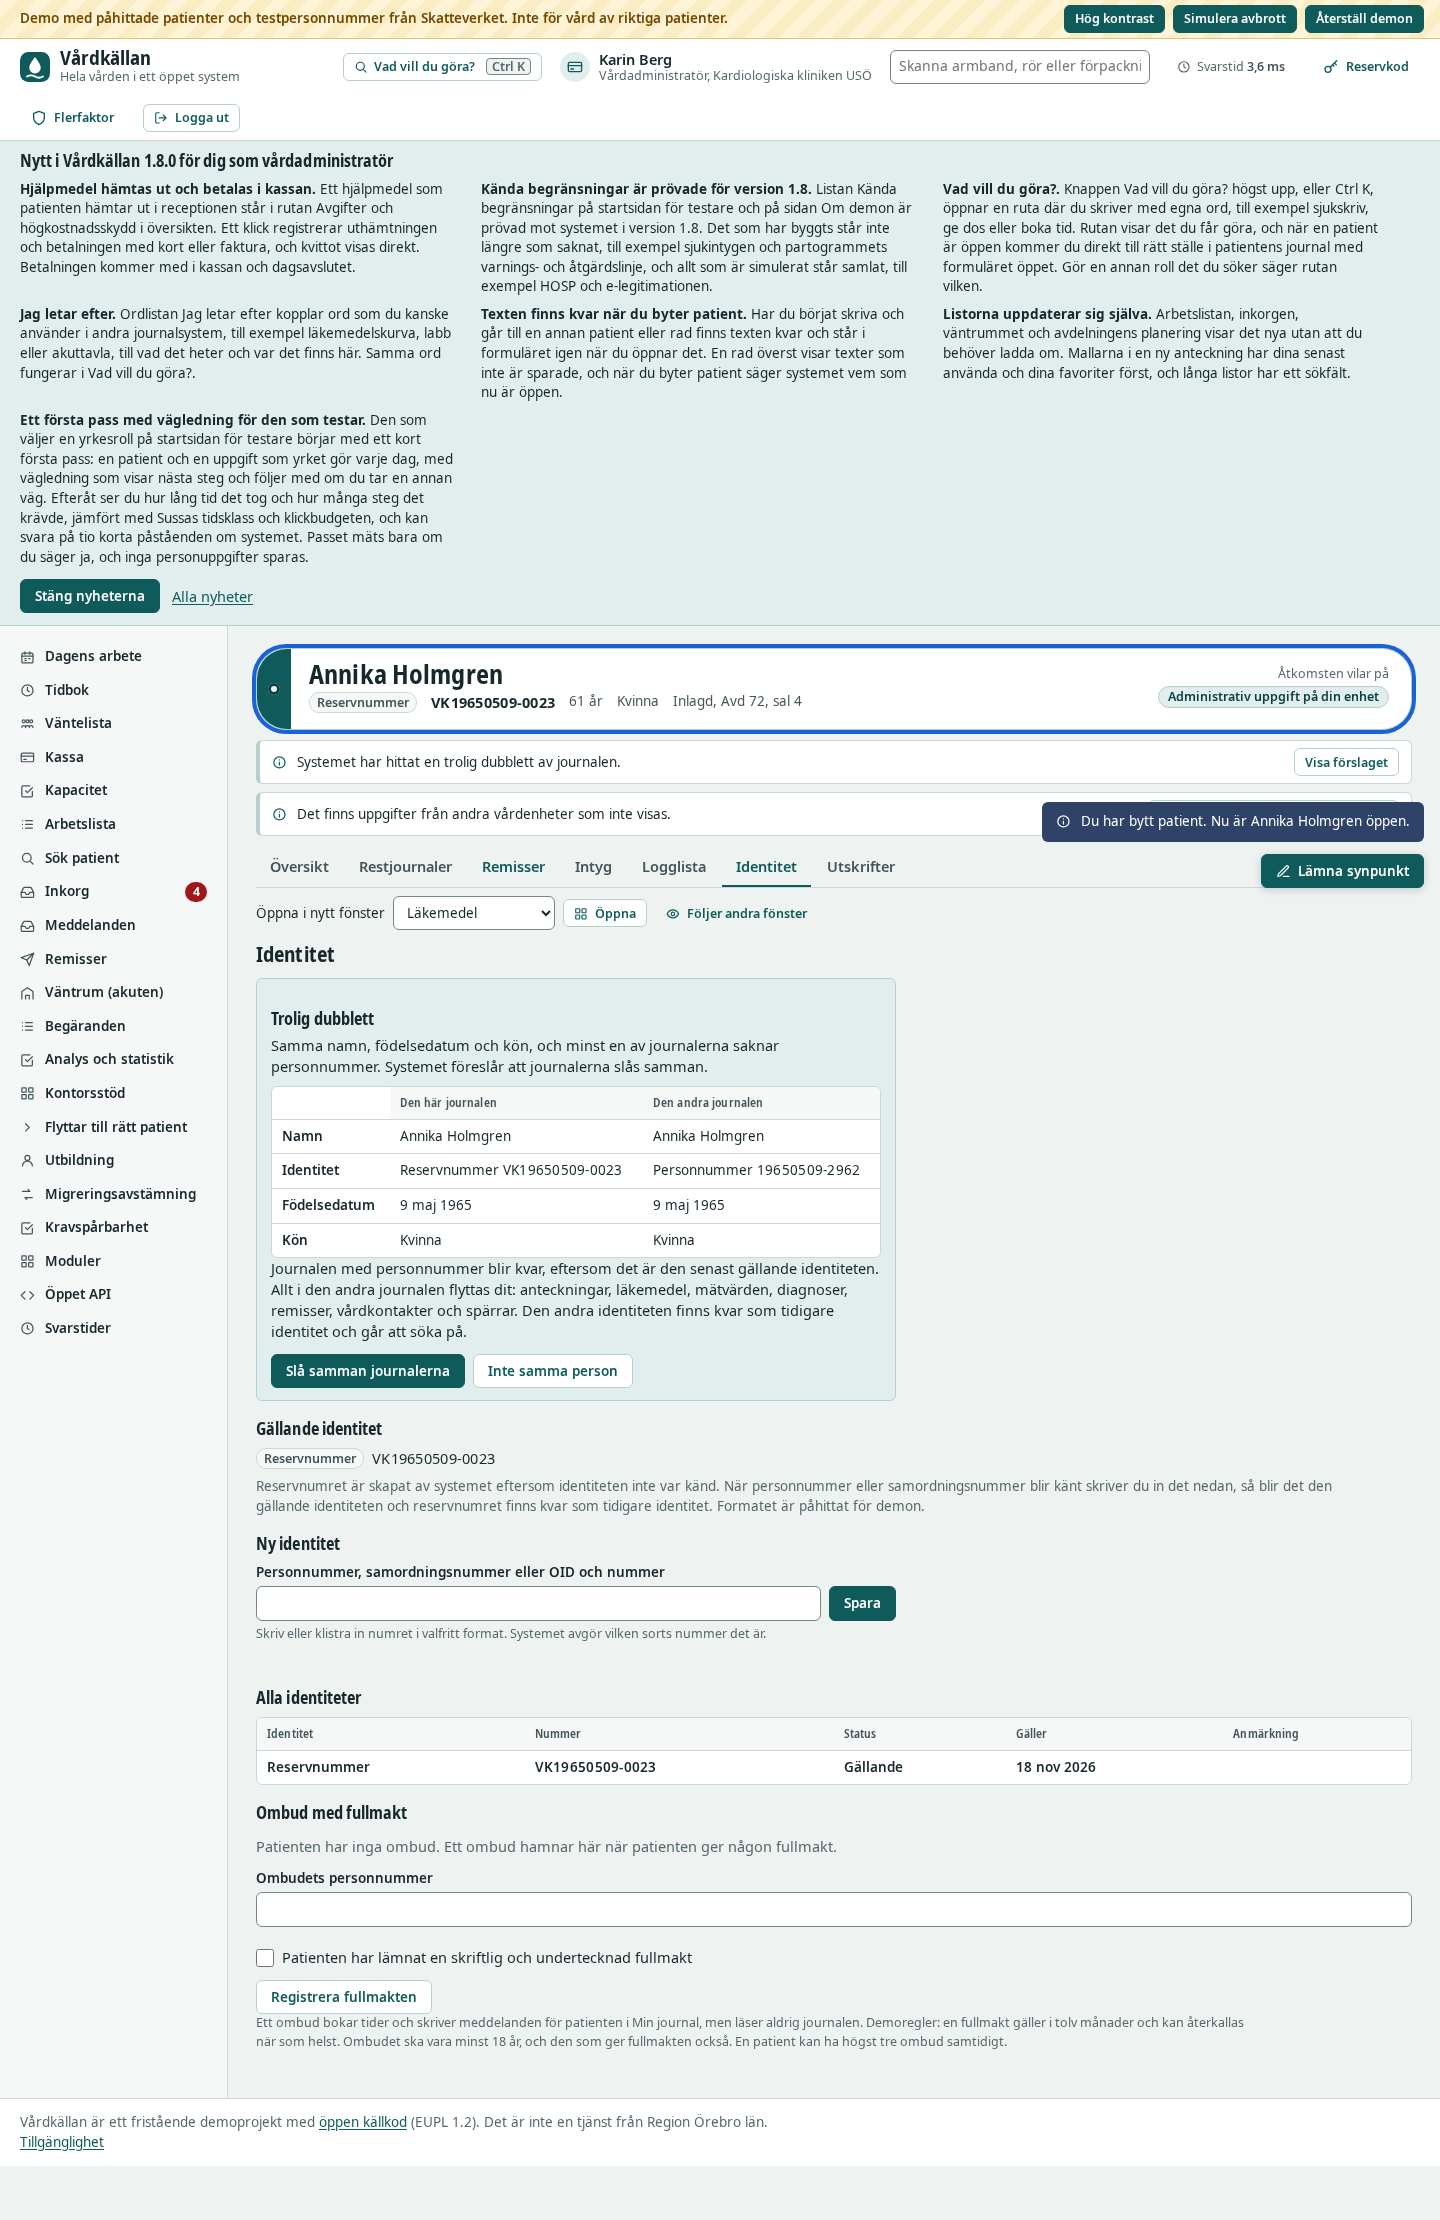 Demo med påhittade patienter och testpersonnummer från Skatteverket. Inte för vård av riktiga patienter.
Hög kontrast
Simulera avbrott
Återställ demon
Vårdkällan
Hela vården i ett öppet system
Vad vill du göra? Ctrl K
Karin Berg
Vårdadministratör, Kardiologiska kliniken USÖ
Skanna armband, rör eller förpackni
Svarstid 3,6 ms
Reservkod
Flerfaktor
Logga ut
Nytt i Vårdkällan 1.8.0 för dig som vårdadministratör
Hjälpmedel hämtas ut och betalas i kassan. Ett hjälpmedel som
patienten hämtar ut i receptionen står i rutan Avgifter och
högkostnadsskydd i översikten. Ett klick registrerar uthämtningen
och betalningen med kort eller faktura, och kvittot visas direkt.
Betalningen kommer med i kassan och dagsavslutet.
Kända begränsningar är prövade för version 1.8. Listan Kända
begränsningar på startsidan för testare och på sidan Om demon är
prövad mot systemet i version 1.8. Det som har byggts står inte
längre som saknat, till exempel sjukintygen och partogrammets
varnings- och åtgärdslinje, och allt som är simulerat står samlat, till
exempel HOSP och e-legitimationen.
Vad vill du göra?. Knappen Vad vill du göra? högst upp, eller Ctrl K,
öppnar en ruta där du skriver med egna ord, till exempel sjukskriv,
ge dos eller boka tid. Rutan visar det du får göra, och när en patient
är öppen kommer du direkt till rätt ställe i patientens journal med
formuläret öppet. Gör en annan roll det du söker säger rutan
vilken.
Jag letar efter. Ordlistan Jag letar efter kopplar ord som du kanske
använder i andra journalsystem, till exempel läkemedelskurva, labb
eller akuttavla, till vad det heter och var det finns här. Samma ord
fungerar i Vad vill du göra?.
Texten finns kvar när du byter patient. Har du börjat skriva och
går till en annan patient eller rad finns texten kvar och står i
formuläret igen när du öppnar det. En rad överst visar texter som
inte är sparade, och när du byter patient säger systemet vem som
nu är öppen.
Listorna uppdaterar sig själva. Arbetslistan, inkorgen,
väntrummet och avdelningens planering visar det nya utan att du
behöver ladda om. Mallarna i en ny anteckning har dina senast
använda och dina favoriter först, och långa listor har ett sökfält.
Ett första pass med vägledning för den som testar. Den som
väljer en yrkesroll på startsidan för testare börjar med ett kort
första pass: en patient och en uppgift som yrket gör varje dag, med
vägledning som visar nästa steg och följer med om du tar en annan
väg. Efteråt ser du hur lång tid det tog och hur många steg det
krävde, jämfört med Sussas tidsklass och klickbudgeten, och kan
svara på tio korta påståenden om systemet. Passet mäts bara om
du säger ja, och inga personuppgifter sparas.
Stäng nyheterna
Alla nyheter
Dagens arbete
Tidbok
Väntelista
Kassa
Kapacitet
Arbetslista
Sök patient
Inkorg 4
Meddelanden
Remisser
Väntrum (akuten)
Begäranden
Analys och statistik
Kontorsstöd
Flyttar till rätt patient
Utbildning
Migreringsavstämning
Kravspårbarhet
Moduler
Öppet API
Svarstider
Annika Holmgren
Reservnummer VK19650509-0023 61 år Kvinna Inlagd, Avd 72, sal 4
Åtkomsten vilar på
Administrativ uppgift på din enhet
Systemet har hittat en trolig dubblett av journalen.
Visa förslaget
Det finns uppgifter från andra vårdenheter som inte visas.
Du har bytt patient. Nu är Annika Holmgren öppen.
Översikt Restjournaler Remisser Intyg Logglista Identitet Utskrifter
Lämna synpunkt
Öppna i nytt fönster Läkemedel Öppna Följer andra fönster
Identitet
Trolig dubblett
Samma namn, födelsedatum och kön, och minst en av journalerna saknar
personnummer. Systemet föreslår att journalerna slås samman.
Den här journalen Den andra journalen
Namn Annika Holmgren Annika Holmgren
Identitet Reservnummer VK19650509-0023 Personnummer 19650509-2962
Födelsedatum 9 maj 1965 9 maj 1965
Kön Kvinna Kvinna
Journalen med personnummer blir kvar, eftersom det är den senast gällande identiteten.
Allt i den andra journalen flyttas dit: anteckningar, läkemedel, mätvärden, diagnoser,
remisser, vårdkontakter och spärrar. Den andra identiteten finns kvar som tidigare
identitet och går att söka på.
Slå samman journalerna
Inte samma person
Gällande identitet
Reservnummer VK19650509-0023
Reservnumret är skapat av systemet eftersom identiteten inte var känd. När personnummer eller samordningsnummer blir känt skriver du in det nedan, så blir det den
gällande identiteten och reservnumret finns kvar som tidigare identitet. Formatet är påhittat för demon.
Ny identitet
Personnummer, samordningsnummer eller OID och nummer
Spara
Skriv eller klistra in numret i valfritt format. Systemet avgör vilken sorts nummer det är.
Alla identiteter
Identitet Nummer Status Gäller Anmärkning
Reservnummer VK19650509-0023 Gällande 18 nov 2026
Ombud med fullmakt
Patienten har inga ombud. Ett ombud hamnar här när patienten ger någon fullmakt.
Ombudets personnummer
Patienten har lämnat en skriftlig och undertecknad fullmakt
Registrera fullmakten
Ett ombud bokar tider och skriver meddelanden för patienten i Min journal, men läser aldrig journalen. Demoregler: en fullmakt gäller i tolv månader och kan återkallas
när som helst. Ombudet ska vara minst 18 år, och den som ger fullmakten också. En patient kan ha högst tre ombud samtidigt.
Vårdkällan är ett fristående demoprojekt med öppen källkod (EUPL 1.2). Det är inte en tjänst från Region Örebro län.
Tillgänglighet